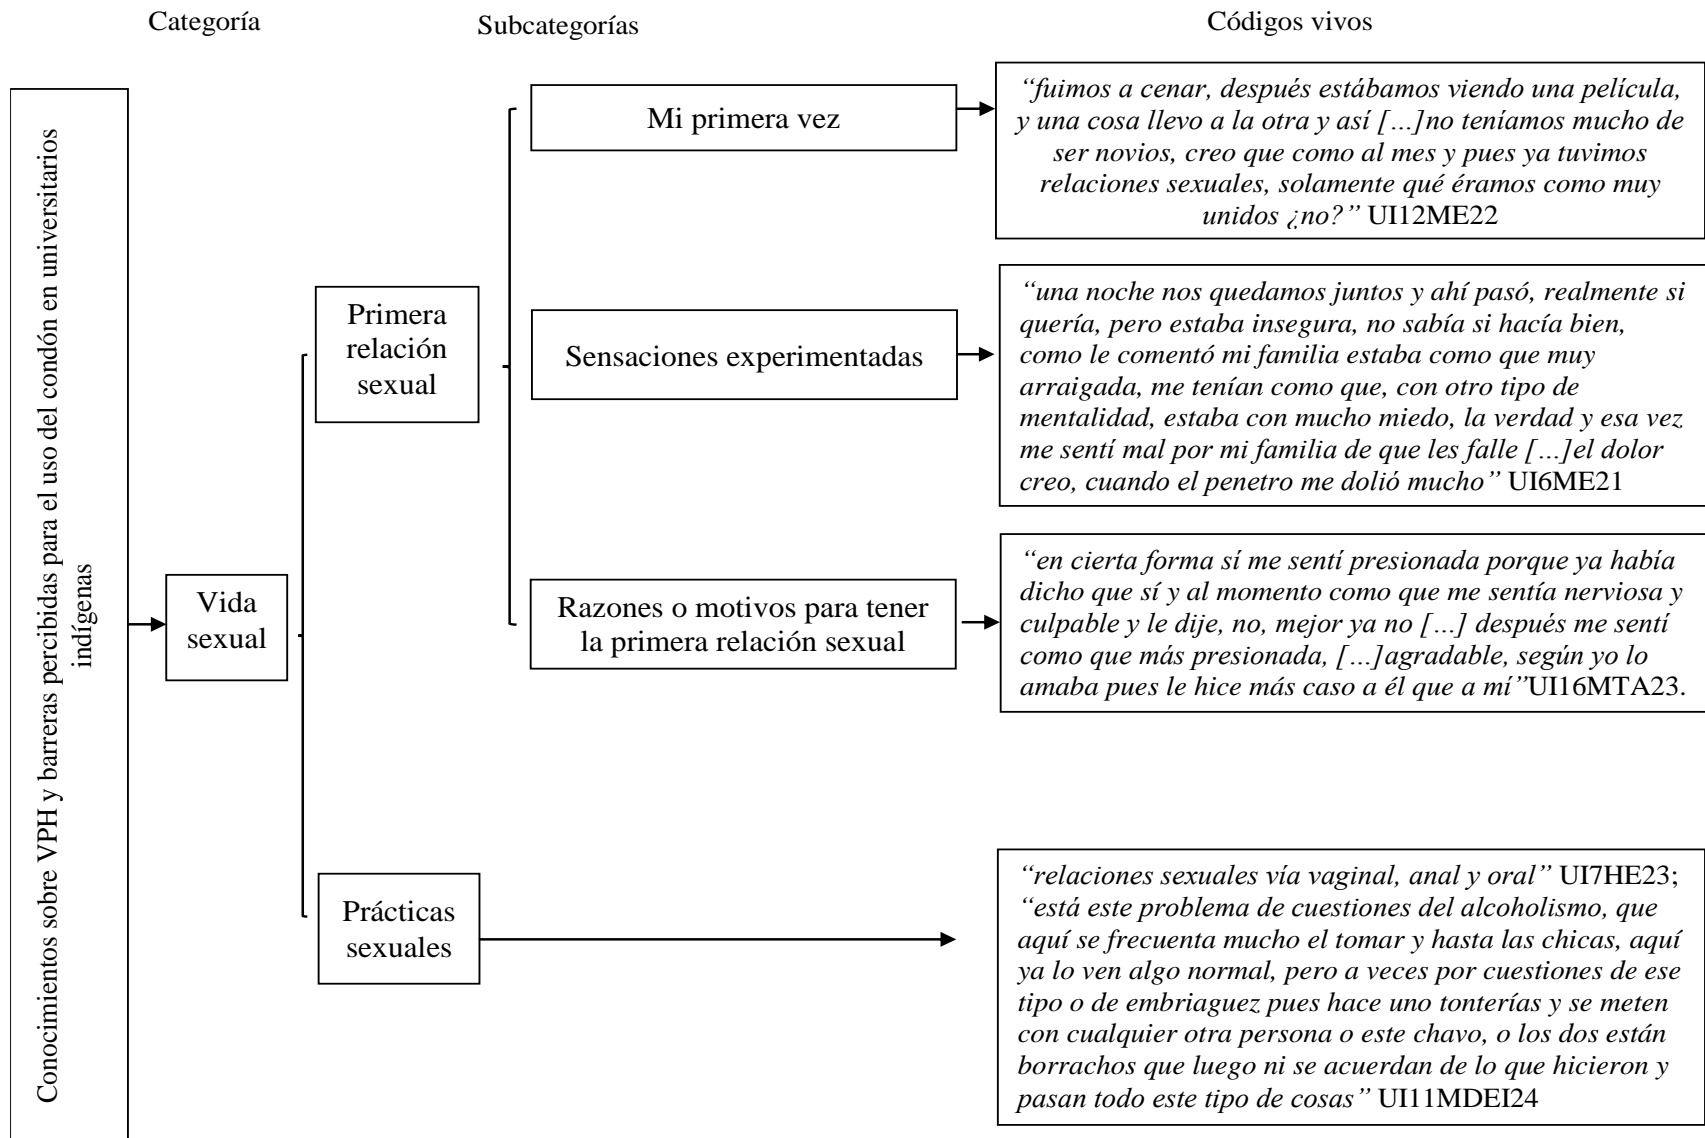 Categoría
Subcategorías
Códigos vivos
Conocimientos sobre VPH y barreras percibidas para el uso del condón en universitarios
indígenas
Vida
sexual
Primera
relación
sexual
Mi primera vez
“fuimos a cenar, después estábamos viendo una película,
y una cosa llevo a la otra y así […]no teníamos mucho de
ser novios, creo que como al mes y pues ya tuvimos
relaciones sexuales, solamente qué éramos como muy
unidos ¿no?” UI12ME22
Sensaciones experimentadas
“una noche nos quedamos juntos y ahí pasó, realmente si
quería, pero estaba insegura, no sabía si hacía bien,
como le comentó mi familia estaba como que muy
arraigada, me tenían como que, con otro tipo de
mentalidad, estaba con mucho miedo, la verdad y esa vez
me sentí mal por mi familia de que les falle […]el dolor
creo, cuando el penetro me dolió mucho” UI6ME21
Razones o motivos para tener
la primera relación sexual
“en cierta forma sí me sentí presionada porque ya había
dicho que sí y al momento como que me sentía nerviosa y
culpable y le dije, no, mejor ya no […] después me sentí
como que más presionada, […]agradable, según yo lo
amaba pues le hice más caso a él que a mí”UI16MTA23.
Prácticas
sexuales
“relaciones sexuales vía vaginal, anal y oral” UI7HE23;
“está este problema de cuestiones del alcoholismo, que
aquí se frecuenta mucho el tomar y hasta las chicas, aquí
ya lo ven algo normal, pero a veces por cuestiones de ese
tipo o de embriaguez pues hace uno tonterías y se meten
con cualquier otra persona o este chavo, o los dos están
borrachos que luego ni se acuerdan de lo que hicieron y
pasan todo este tipo de cosas” UI11MDEI24